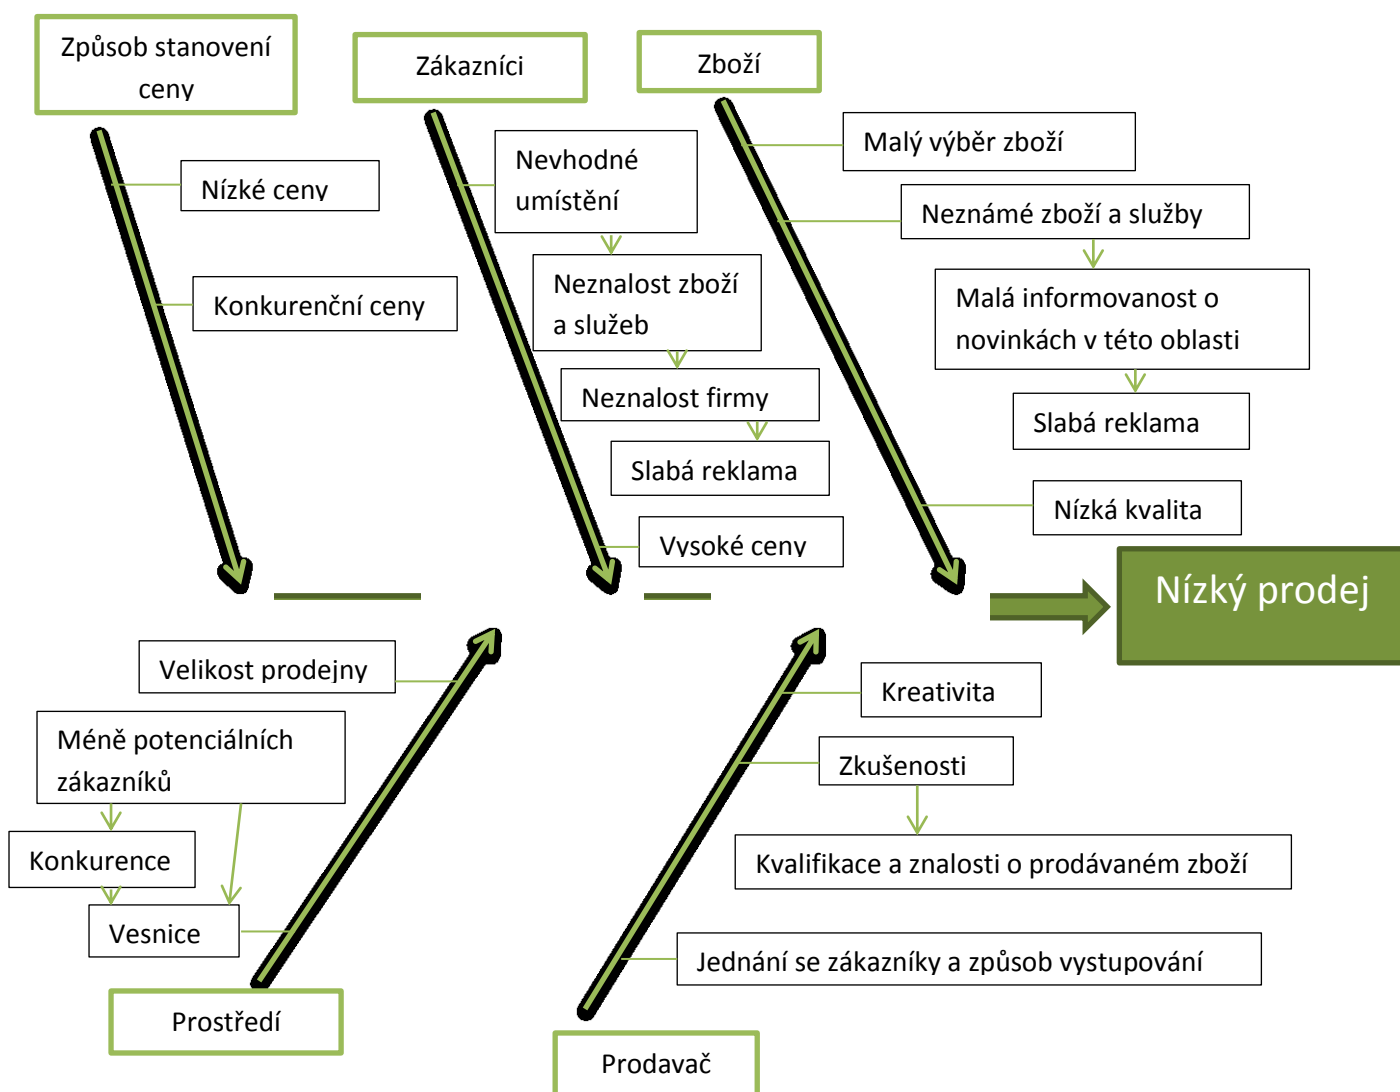 Způsob stanovení
ceny
Zákazníci
Zboží
Malý výběr zboží
Nevhodné
umístění
Nízké ceny
Neznámé zboží a služby
Neznalost zboží
a služeb
Konkurenční ceny
Malá informovanost o
novinkách v této oblasti
Neznalost firmy
Slabá reklama
Slabá reklama
Nízká kvalita
Vysoké ceny
Nízký prodej
Velikost prodejny
Kreativita
Méně potenciálních
zákazníků
Zkušenosti
Konkurence
Kvalifikace a znalosti o prodávaném zboží
Vesnice
Jednání se zákazníky a způsob vystupování
Prostředí
Prodavač